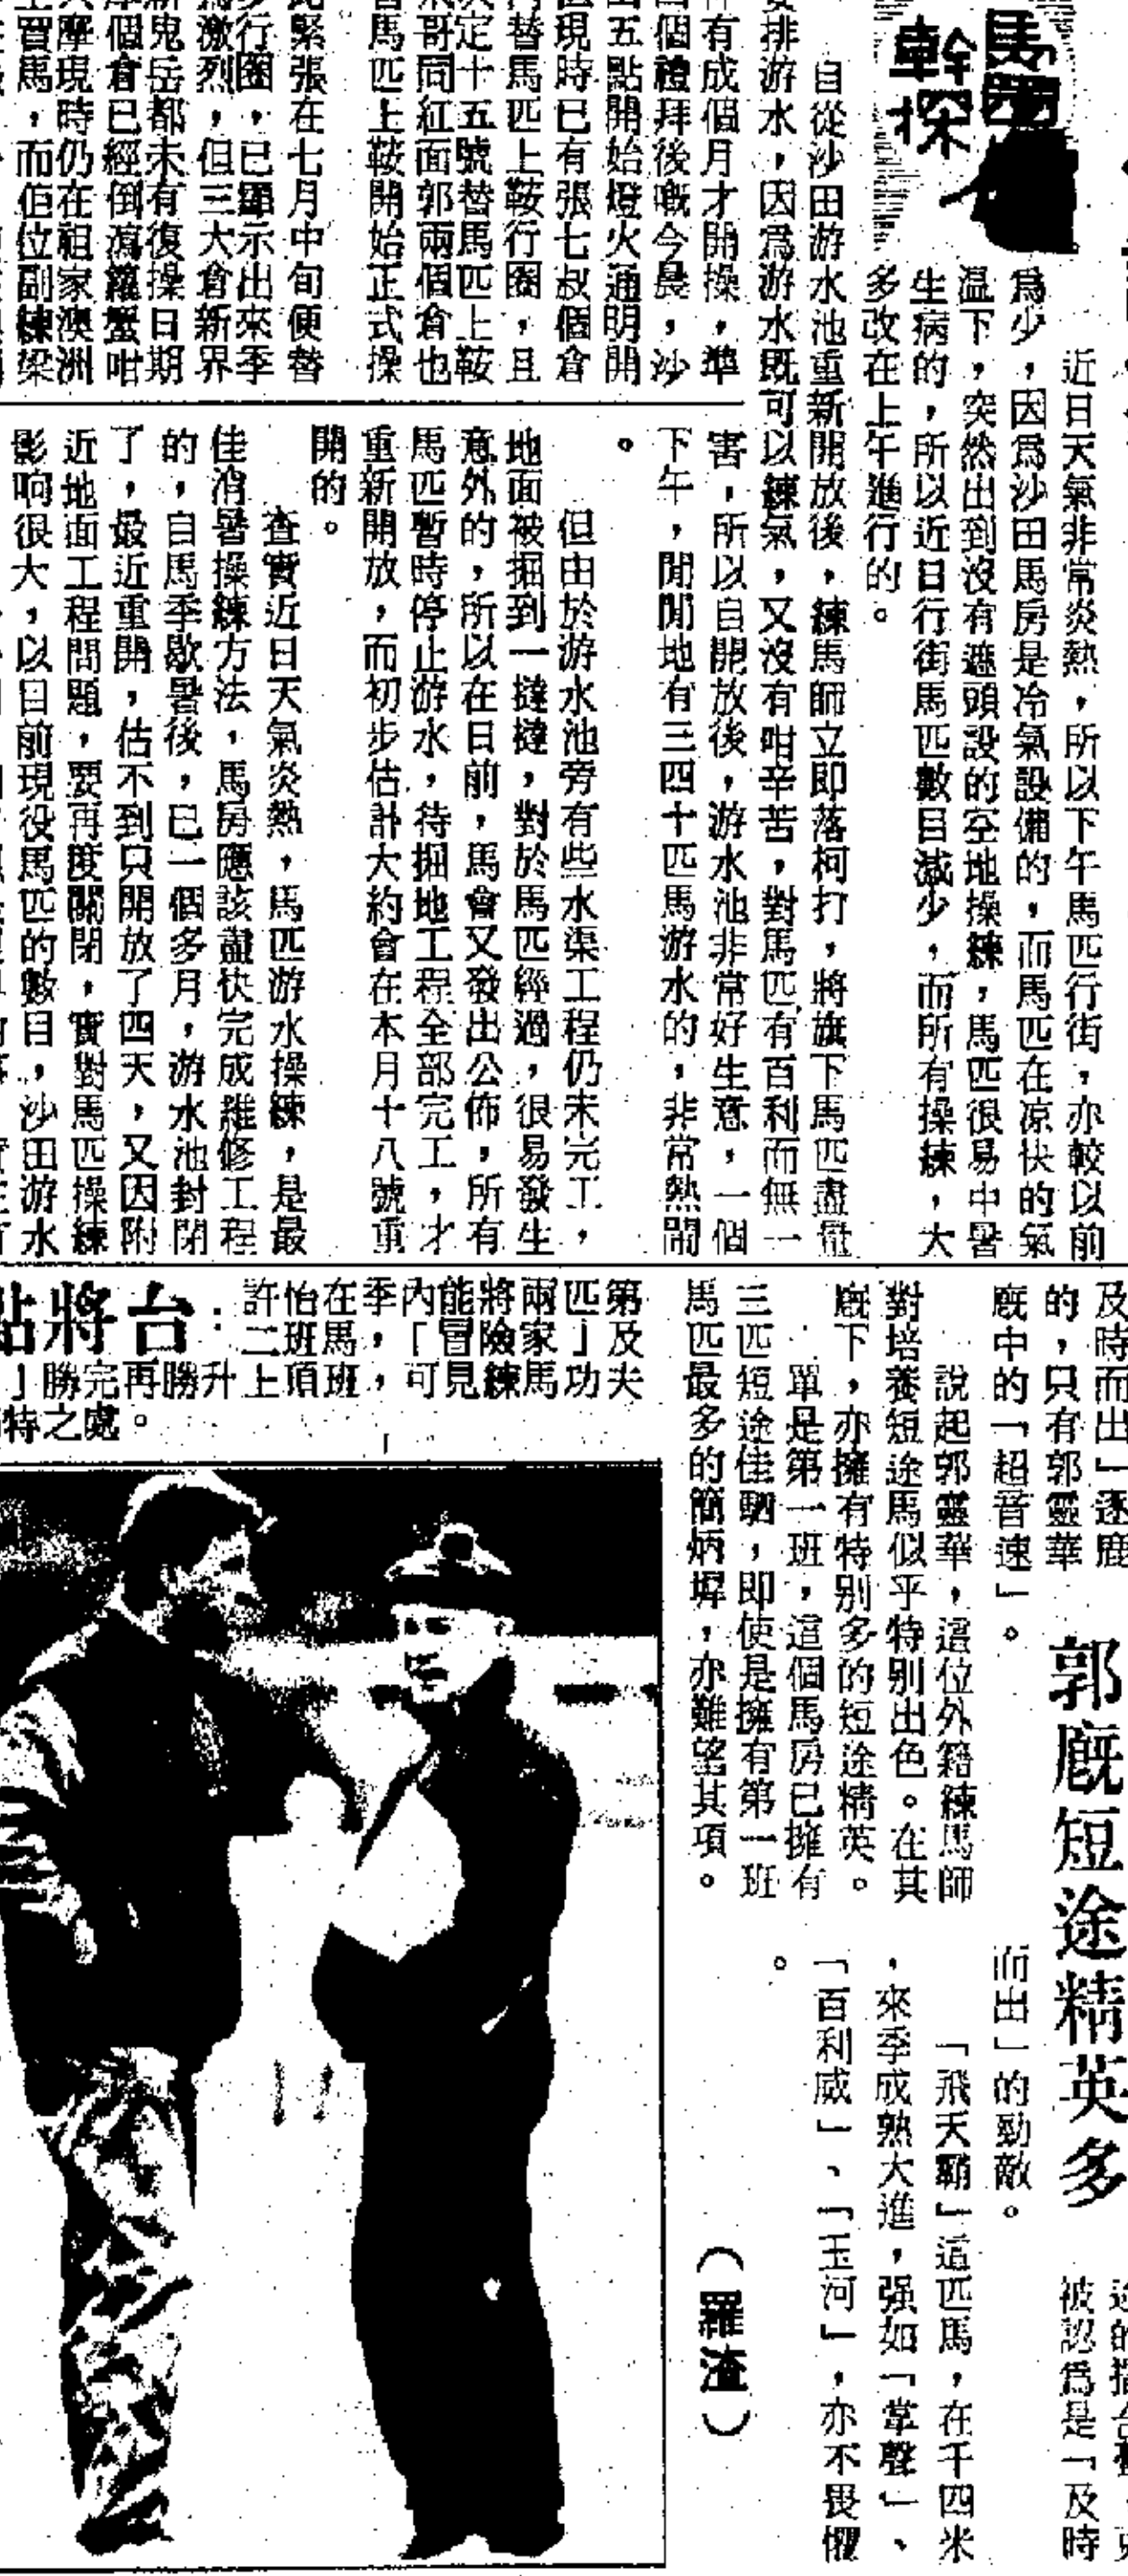 馬圈
幹探
近日天氣非常炎熱，所以下午馬匹行街，亦較以前
為少，因為沙田馬房是冷氣設備的，而馬匹在凉快的氣
温下，突然出到沒有遮頭設的空地操練，馬匹很易中暑
生病的，所以近日行街馬匹數目減少，而所有操練，大
多改在上午進行的。
自從沙田游水池重新開放後，練馬師立即落柯打，將旗下馬匹盡量
排游水，因為游水既可以練氣，又沒有咁辛苦，對馬匹有百利而無一
害，所以自開放後，游水池非常好生意，一個
下午，閒閒地有三四十匹馬游水的，非常熱鬧
。
但由於游水池旁有些水渠工程仍未完工，
地面被掘到一撻撻，對於馬匹經過，很易發生
意外的，所以在日前，馬會又發出公佈，所有
馬匹暫時停止游水，待掘地工程全部完工，才
重新開放，而初步估計大約會在本月十八號重
開的。
查實近日天氣炎熱，馬匹游水操練，是最
佳消暑操練方法，馬房應該盡快完成維修工程
的，自馬季歇暑後，已一個多月，游水池封閉
了，最近重開，估不到只開放了四天，又因附
近地面工程問題，要再度關閉，實對馬匹操練
影响很大，以目前現役馬匹的數目，沙田游水
有成個月才開操，準
個禮拜後嘅今晨，沙
五點開始燈火通明開
現時已有張七叔個倉
替馬匹上鞍行圈，且
定十五號替馬匹上鞍
哥同紅面郭兩個倉也
馬匹上鞍開始正式操
緊張在七月中旬便替
行圈，已顯示出來季
激烈，但三大倉新界
鬼岳都未有復操日期
個倉已經倒瀉籮蟹咁
摩現時仍在祖家澳洲
買馬，而佢位副練梁
及時而出」逐鹿
的，只有郭靈華
廐中的「超音速」。
說起郭靈華，這位外籍練馬師
對培養短途馬似乎特别出色。在其
廐下，亦擁有特别多的短途精英。
單是第一班，這個馬房已擁有
三匹短途佳駟，即使是擁有第一班
馬匹最多的簡炳墀，亦難望其項。
郭廐短途精英多
被認為是「及時
而出」的勁敵。
「飛天霸」這匹馬，在千四米
，來季成熟大進，强如「掌聲」、
「百利威」、「玉河」，亦不畏懼
。
（羅渣）
第及夫
匹」功
兩家馬
將險練
能冒見
內「可
季，，
在馬班
怡班頂
許二上
：升
勝
台再。
將完處
勝之
點」特